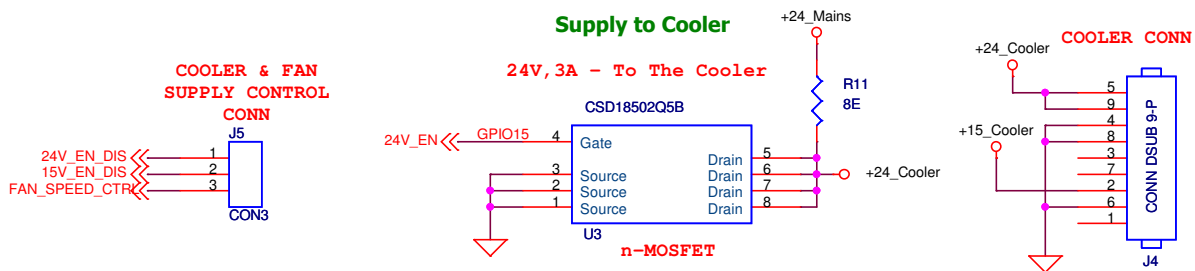 Supply to Cooler
+24_Mains
COOLER & FAN
SUPPLY CONTROL
CONN
J5
24V_EN_DIS
1
15V_EN_DIS
2
FAN_SPEED_CTRL
3
CON3
24V,3A - To The Cooler
R11
8E
CSD18502Q5B
24V_EN
GPIO15
4
Gate
3
Source
2
Source
1
Source
Drain
5
Drain
6
Drain
7
Drain
8
+24_Cooler
U3
n-MOSFET
COOLER CONN
+24_Cooler
+15_Cooler
5
9
4
8
3
7
2
6
1
CONN DSUB 9-P
J4